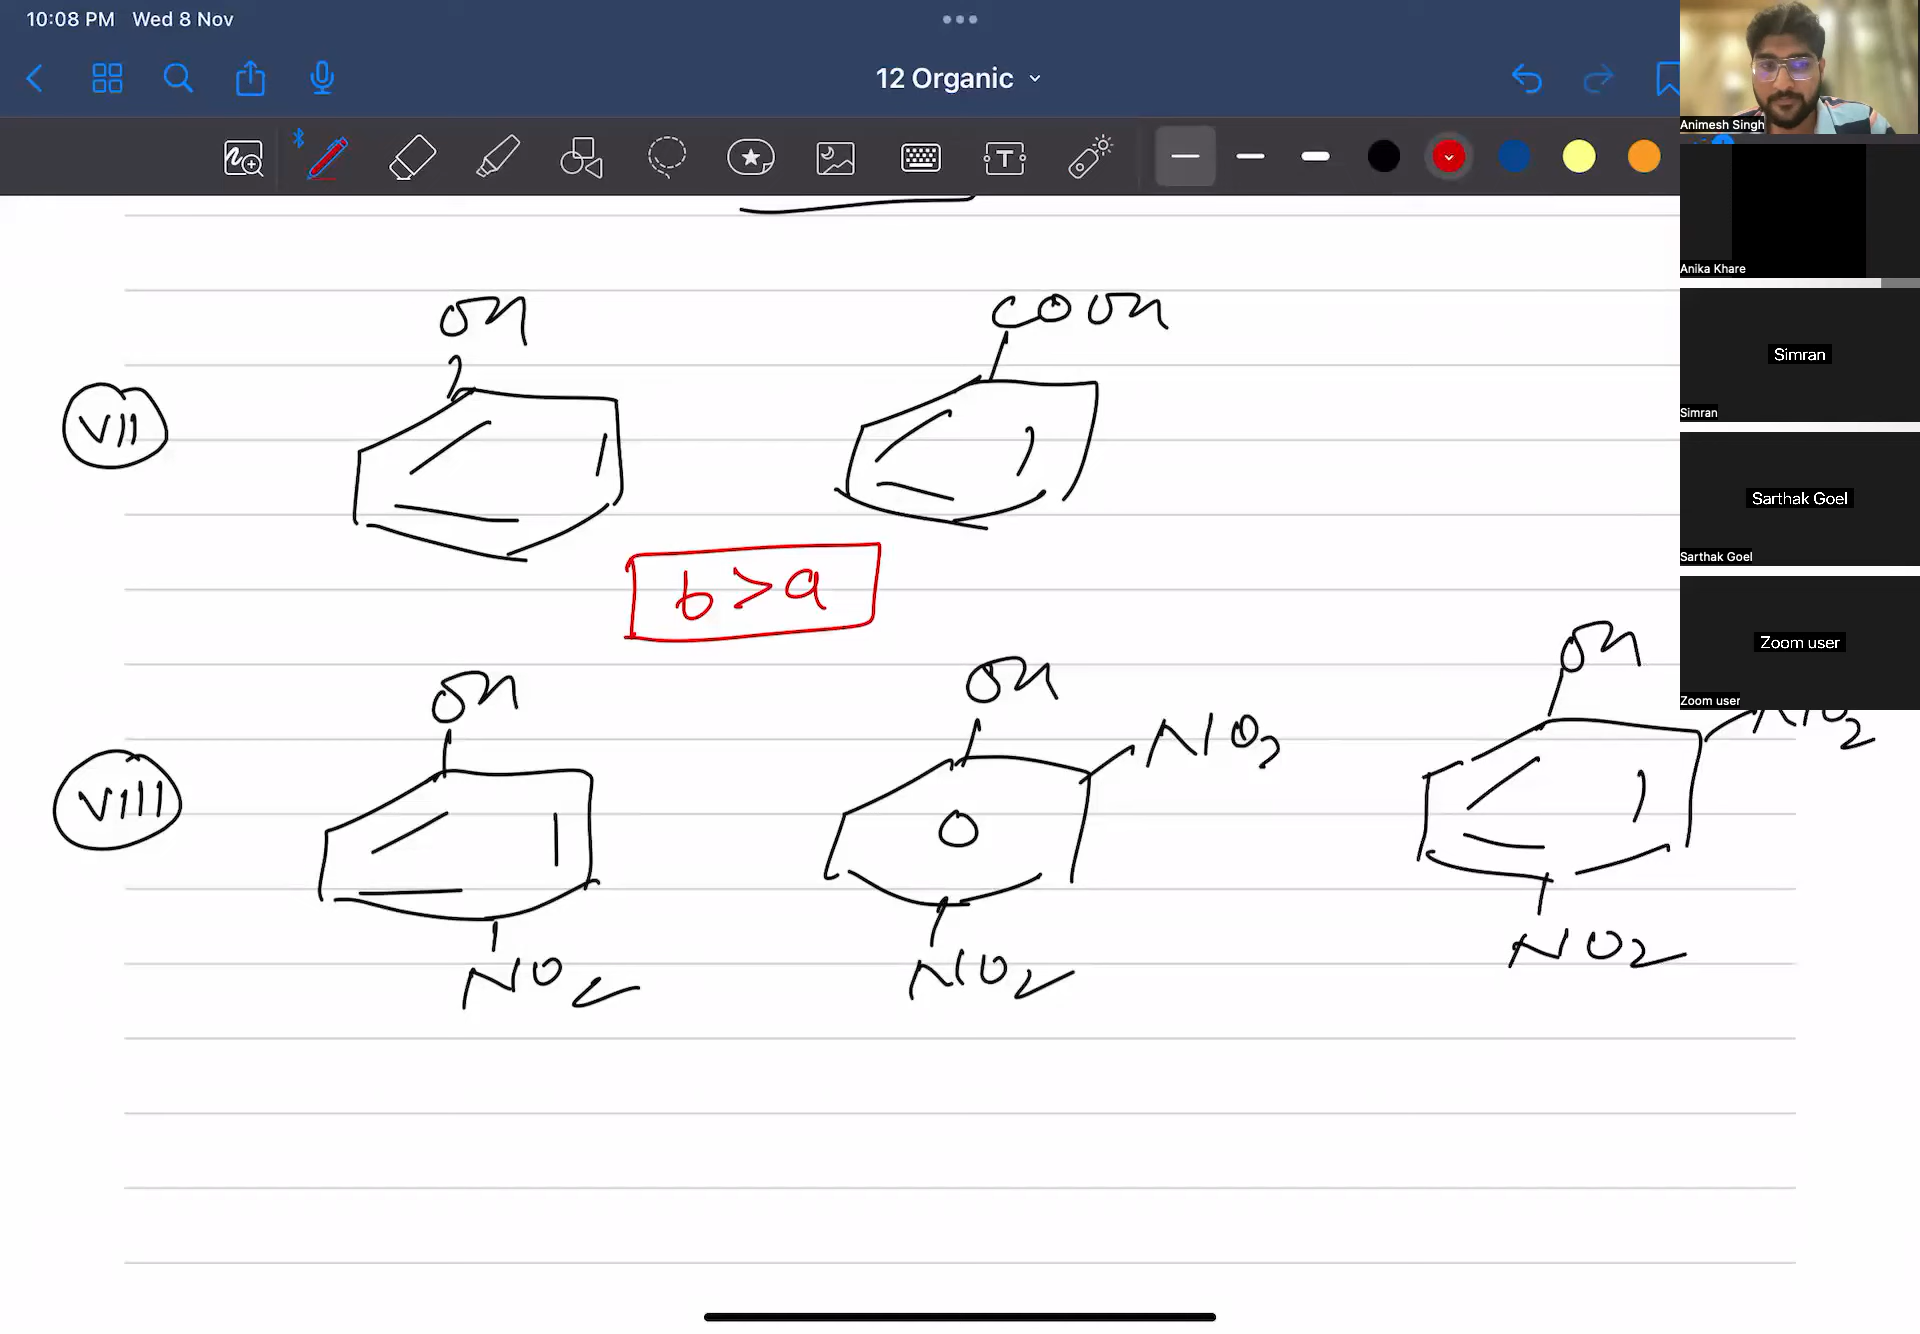 10:08 PM Wed 8 Nov
12 Organic
Animesh Singh
Anika Khare
Simran
Simran
Sarthak Goel
Sarthak Goel
Zoom user
Zoom user
T
OH
COOH
VII
b > a
OH
OH
NO2
OH
NO2
VIII
NO2
NO2
NO2